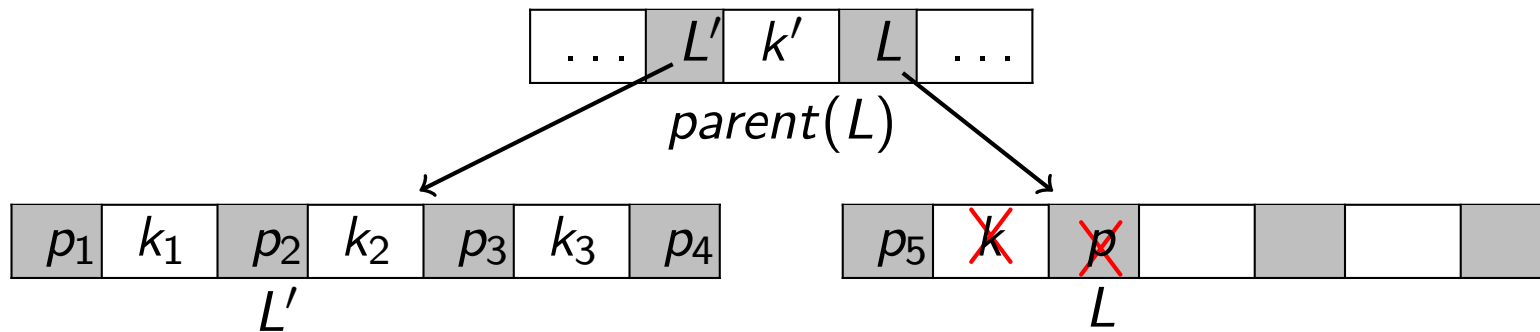 ... L′ k′ L ...
parent(L)
p₁ k₁ p₂ k₂ p₃ k₃ p₄ p₅ k p
L′ L